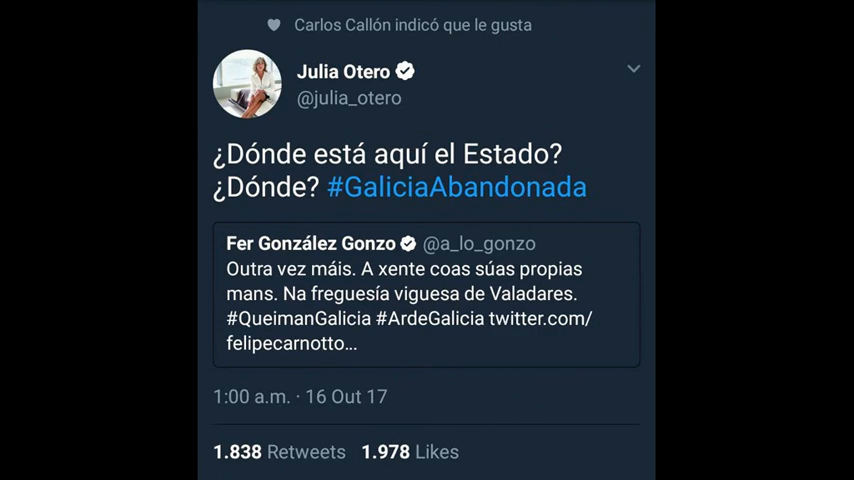 Carlos Callón indicó que le gusta
Julia Otero
@julia_otero
¿Dónde está aquí el Estado?
¿Dónde? #GaliciaAbandonada
Fer González Gonzo @a_lo_gonzo
Outra vez máis. A xente coas súas propias
mans. Na freguesía viguesa de Valadares.
#QueimanGalicia #ArdeGalicia twitter.com/
felipecarnotto...
1:00 a.m. · 16 Out 17
1.838 Retweets 1.978 Likes